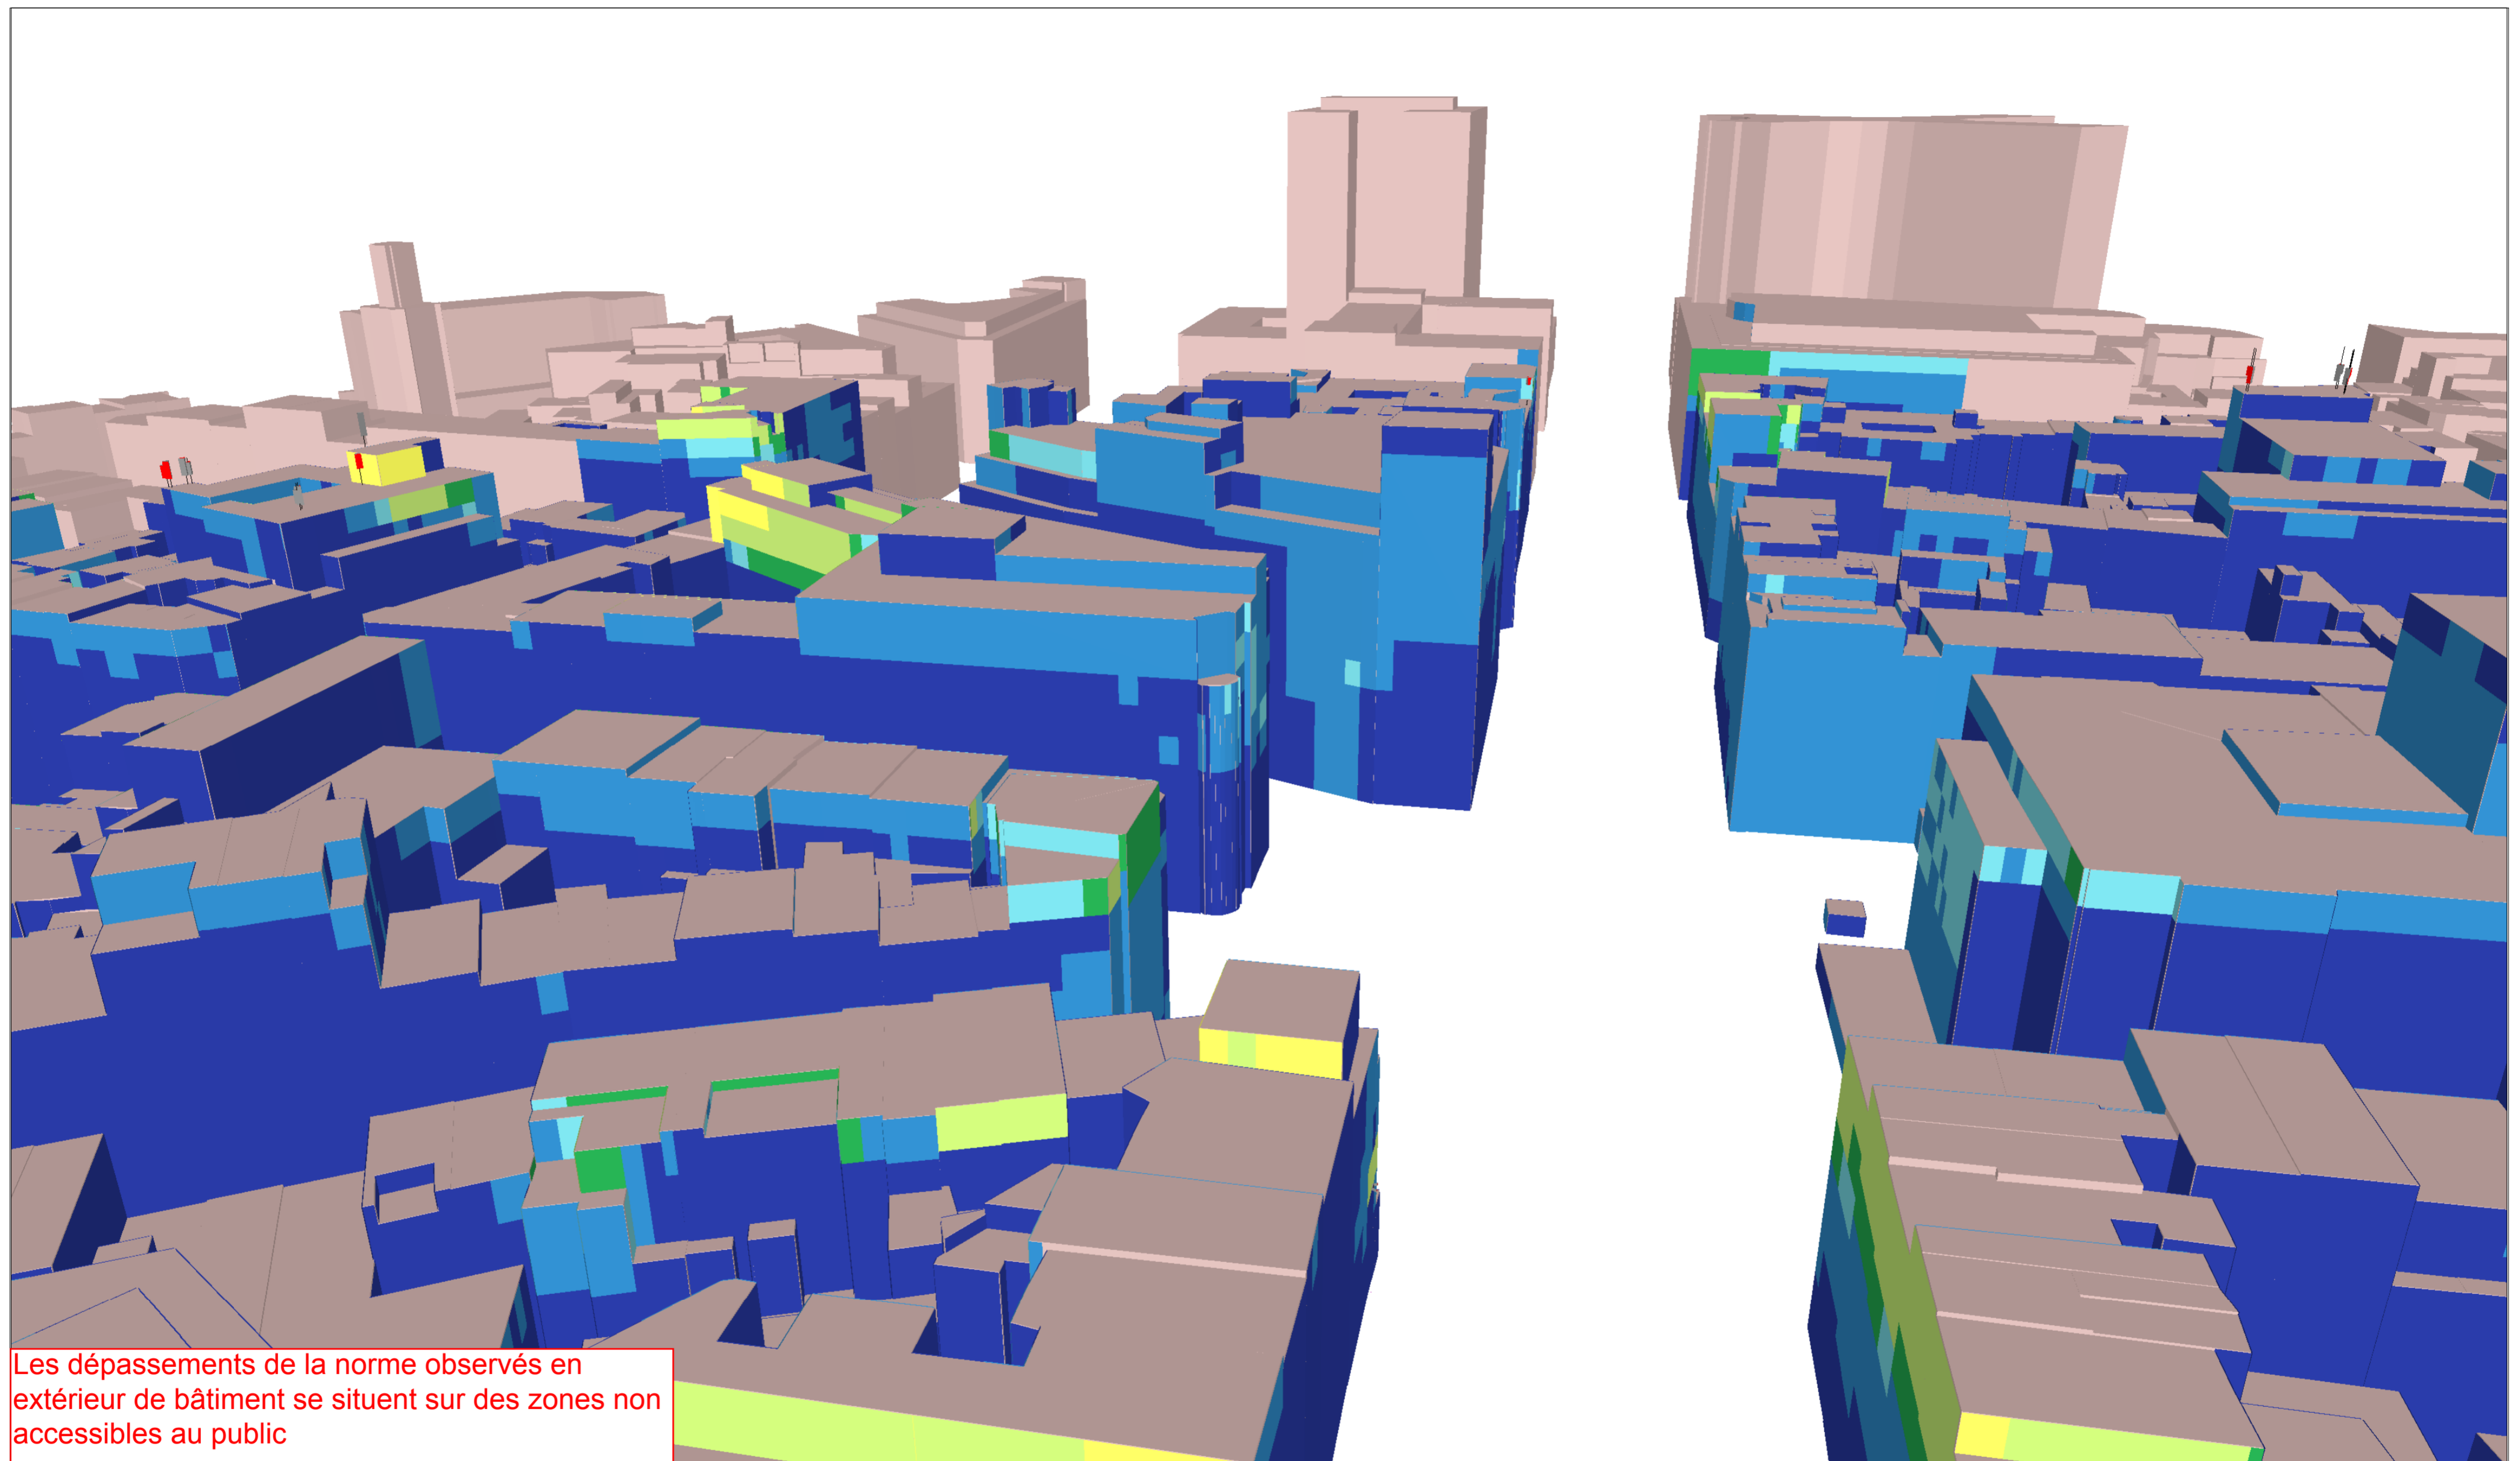 Les dépassements de la norme observés en
extérieur de bâtiment se situent sur des zones non
accessibles au public